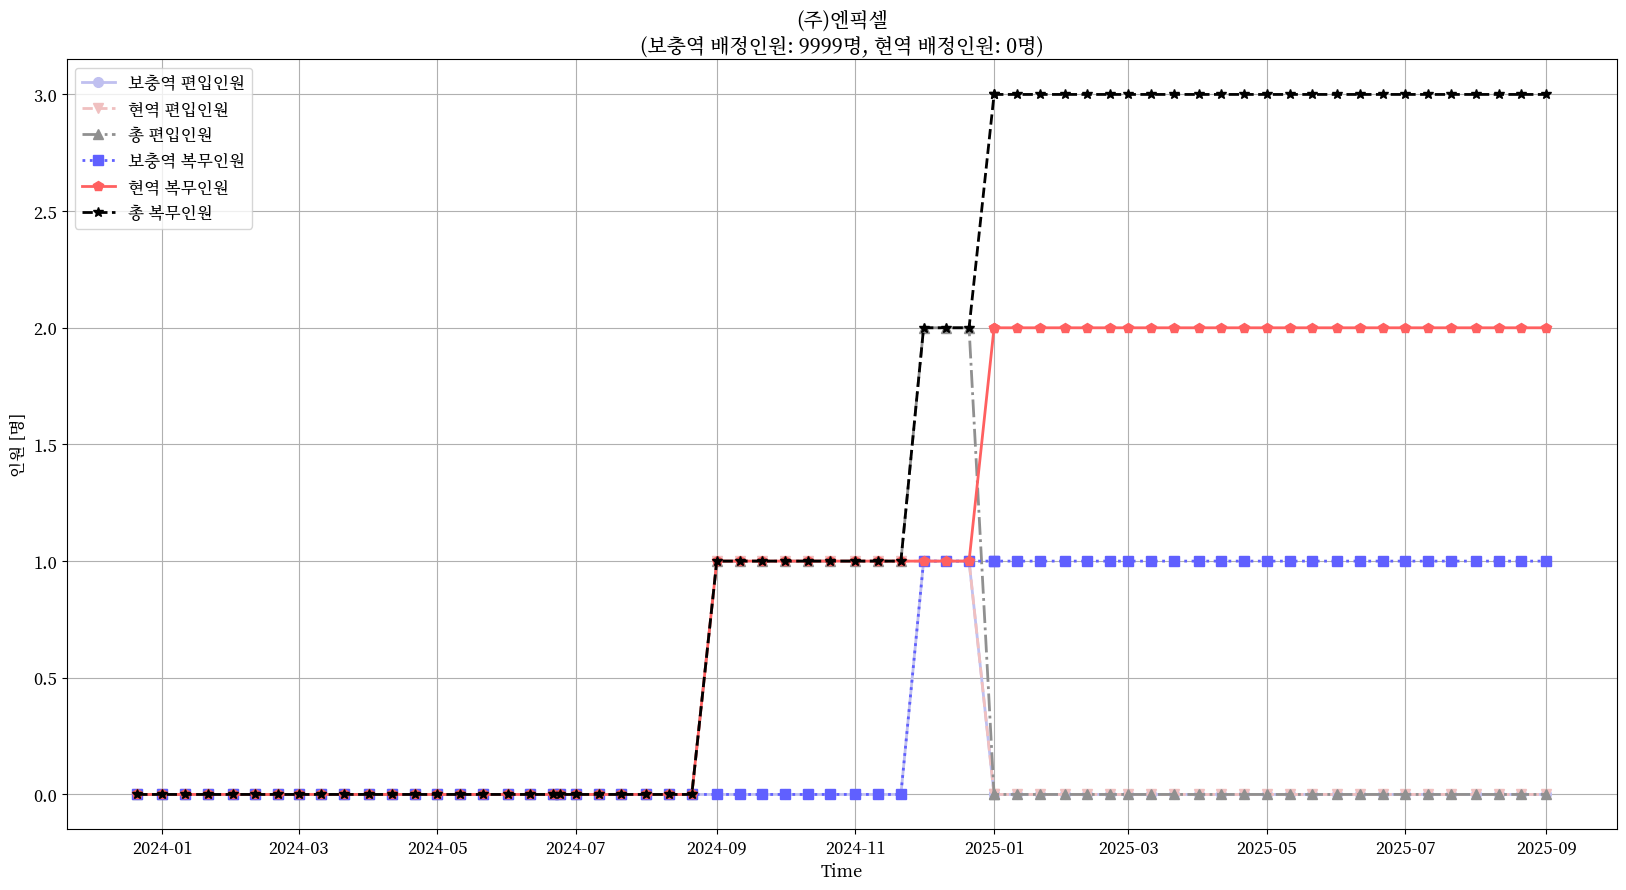 (주)엔픽셀
(보충역 배정인원: 9999명, 현역 배정인원: 0명)
보충역 편입인원
현역 편입인원
총 편입인원
보충역 복무인원
현역 복무인원
총 복무인원
3.0
2.5
2.0
1.5
1.0
0.5
0.0
인원 [명]
2024-01 2024-03 2024-05 2024-07 2024-09 2024-11 2025-01 2025-03 2025-05 2025-07 2025-09
Time